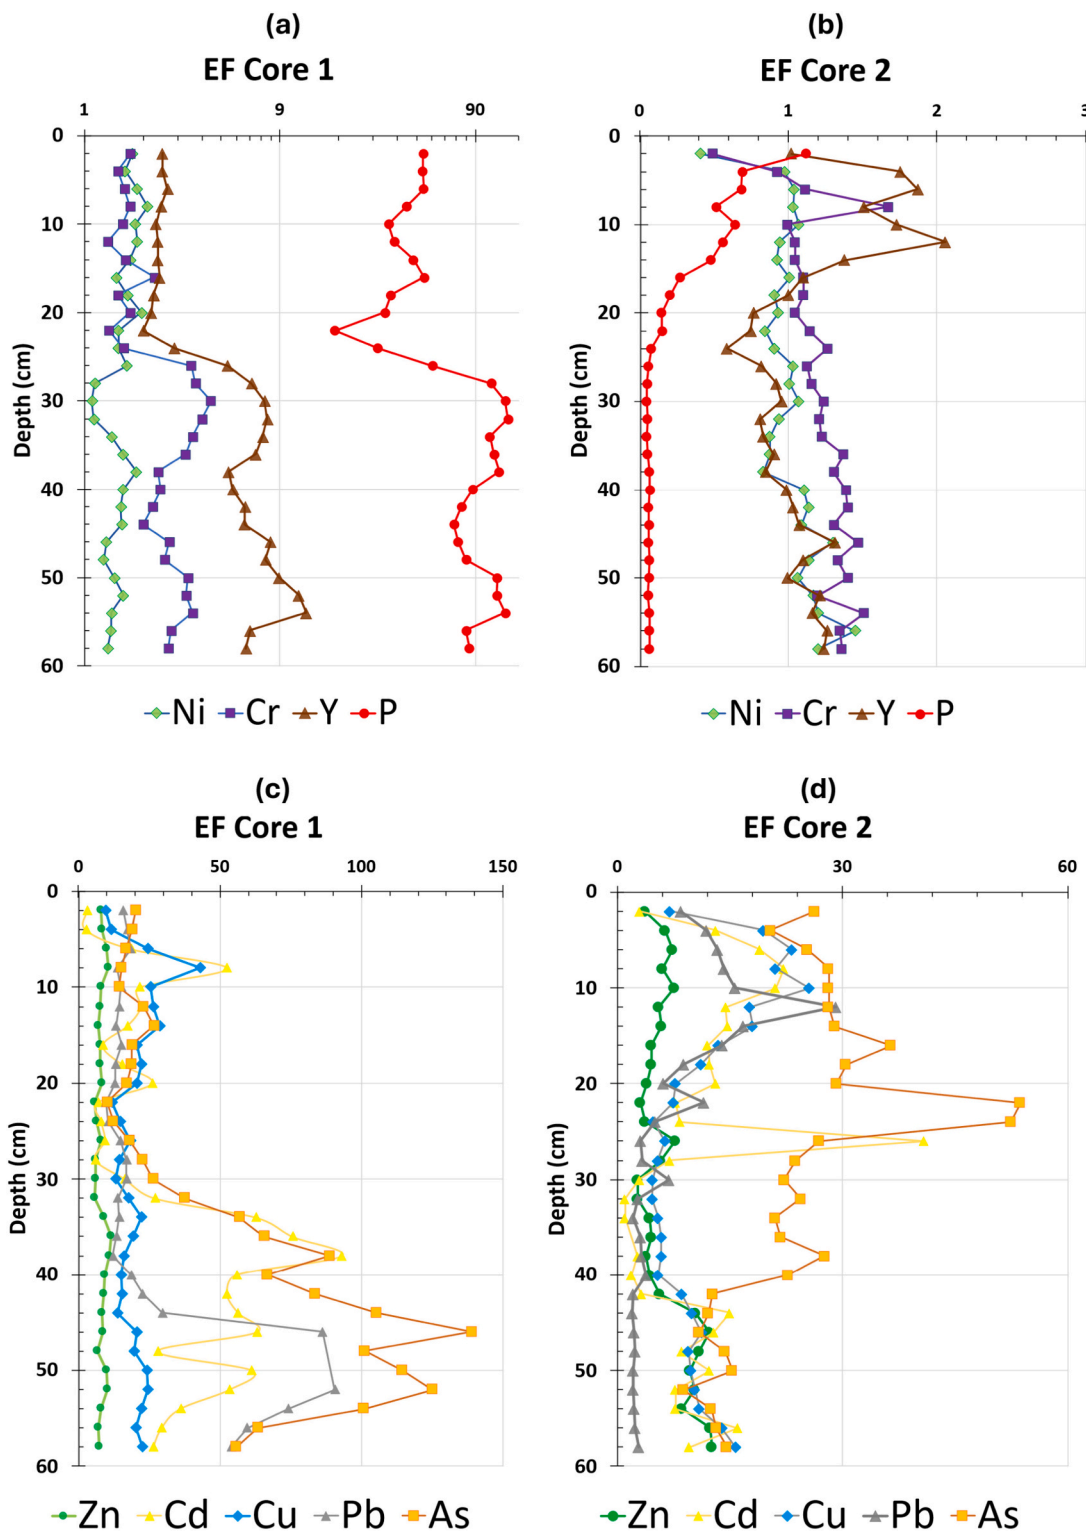 (a)
EF Core 1
1 9 90
0
10
20
30
40
50
60
Depth (cm)
Ni Cr Y P
(b)
EF Core 2
0 1 2 3
0
10
20
30
40
50
60
Depth (cm)
Ni Cr Y P
(c)
EF Core 1
0 50 100 150
0
10
20
30
40
50
60
Depth (cm)
Zn Cd Cu Pb As
(d)
EF Core 2
0 30 60
0
10
20
30
40
50
60
Depth (cm)
Zn Cd Cu Pb As